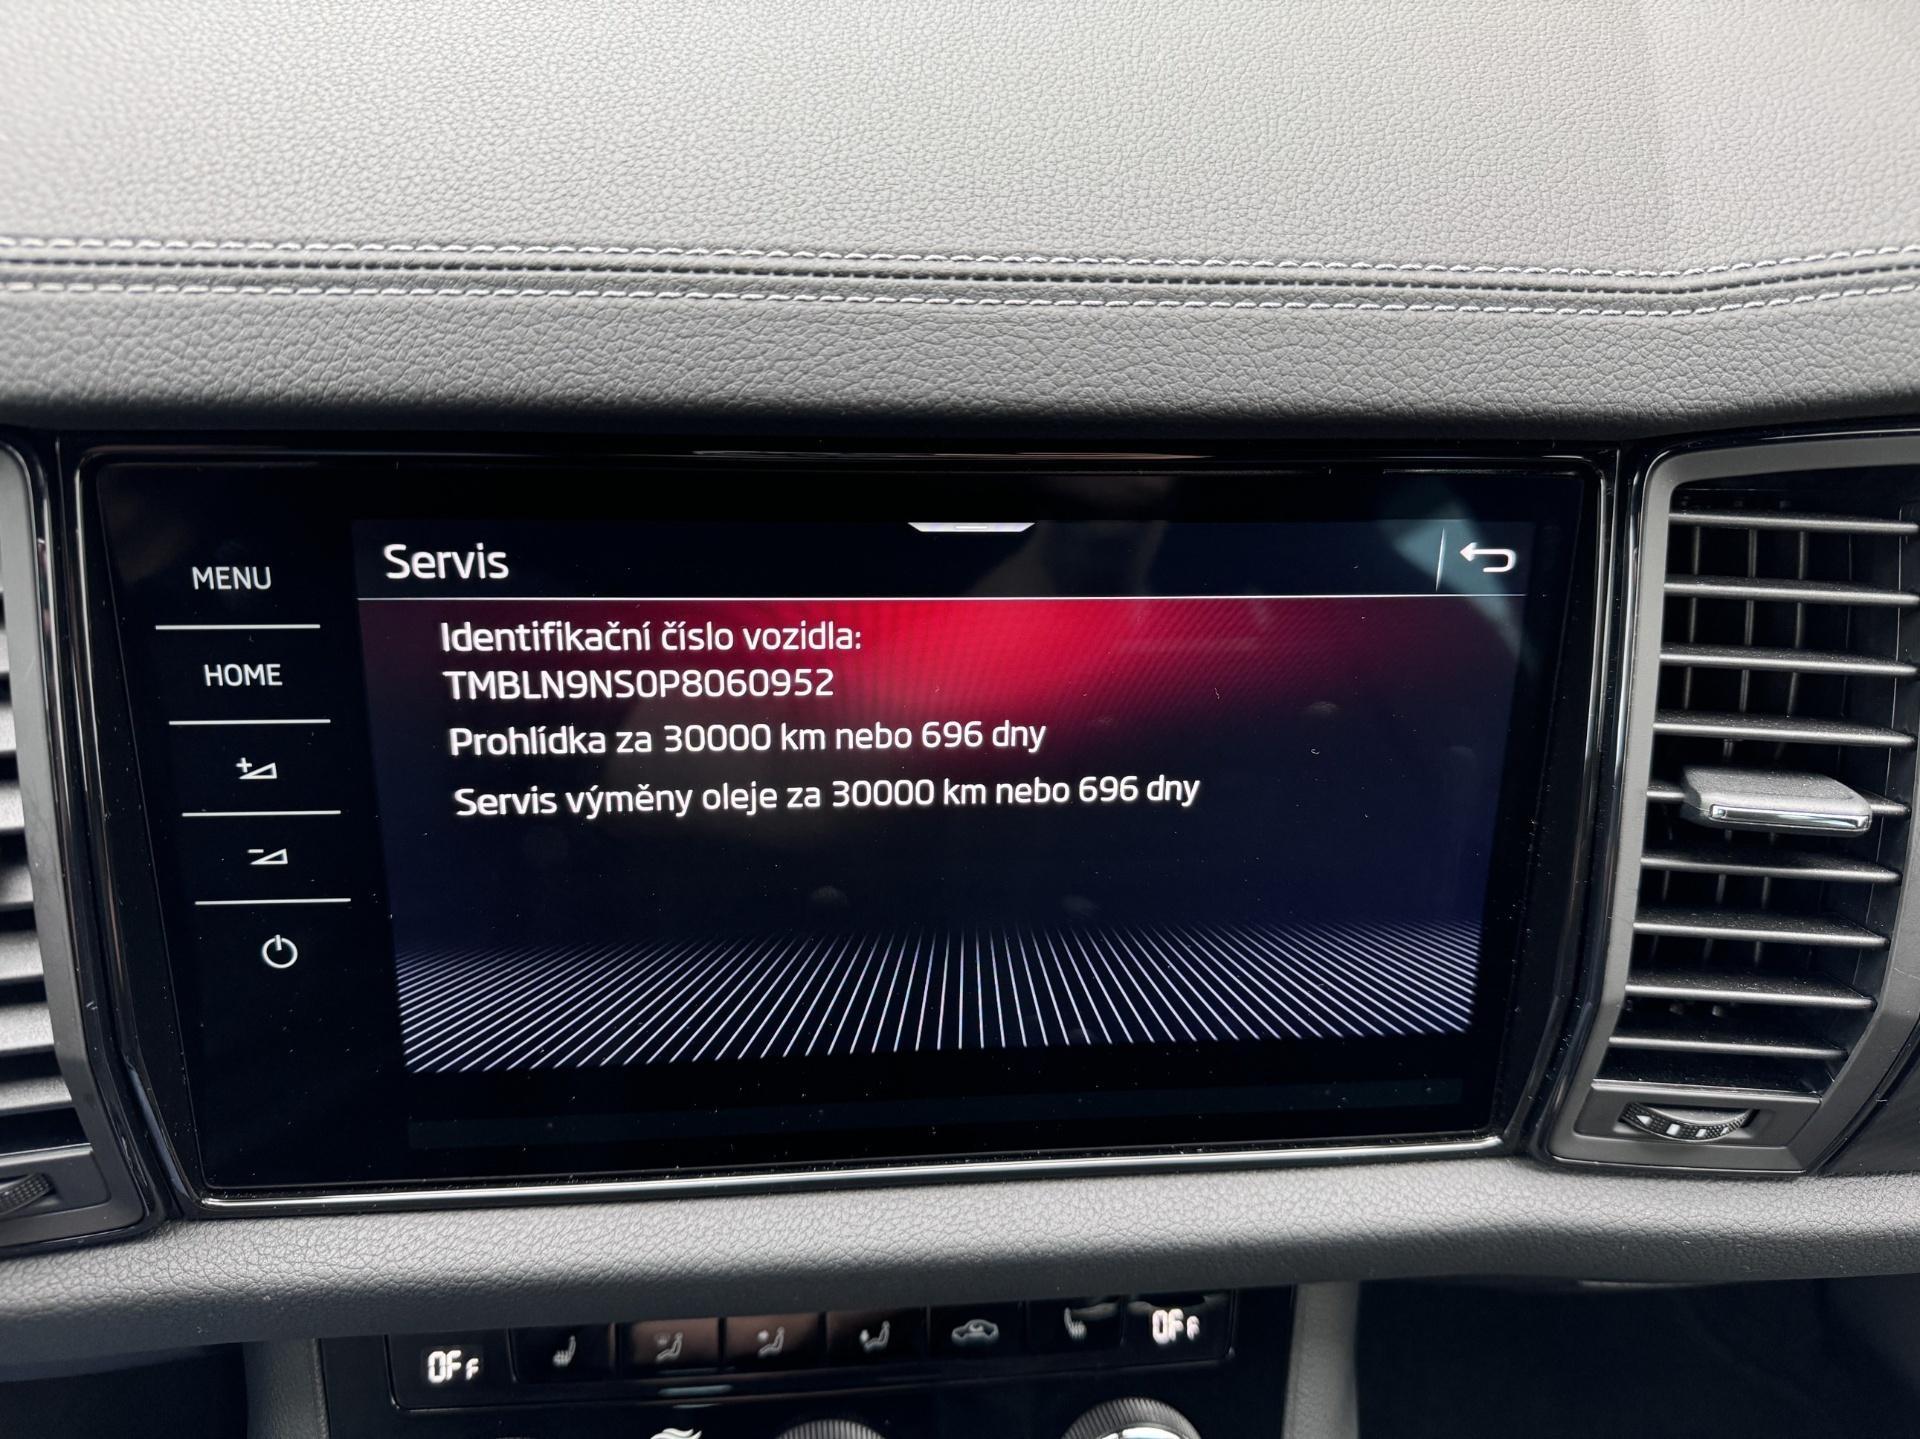 Servis
MENU
HOME
Identifikační číslo vozidla:
TMBLN9NS0P8060952
Prohlídka za 30000 km nebo 696 dny
Servis výměny oleje za 30000 km nebo 696 dny
OFF
OFF